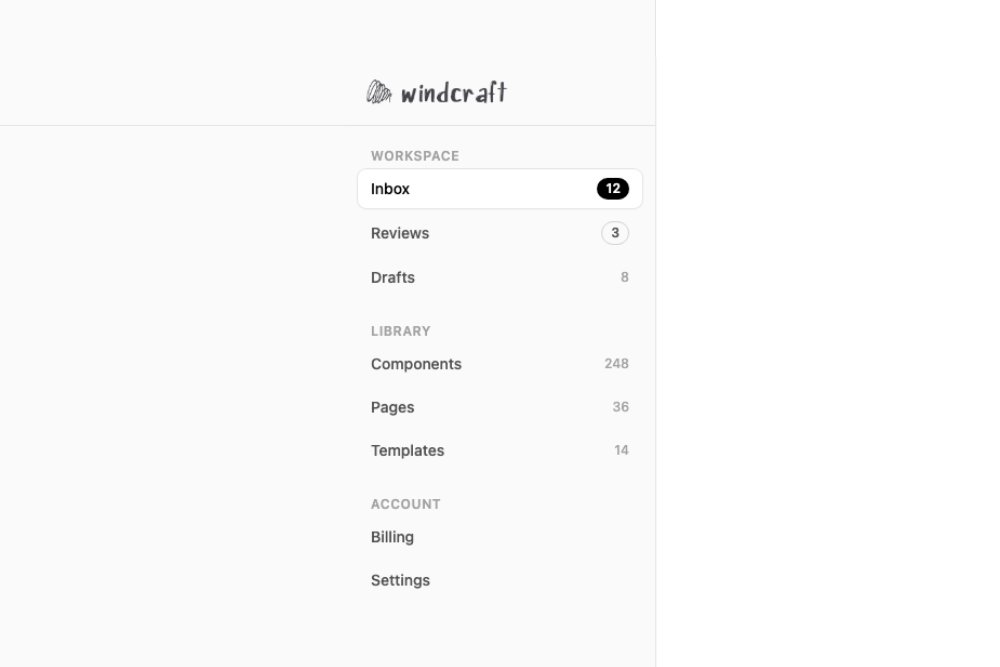 windcraft
WORKSPACE
Inbox 12
Reviews 3
Drafts 8
LIBRARY
Components 248
Pages 36
Templates 14
ACCOUNT
Billing
Settings